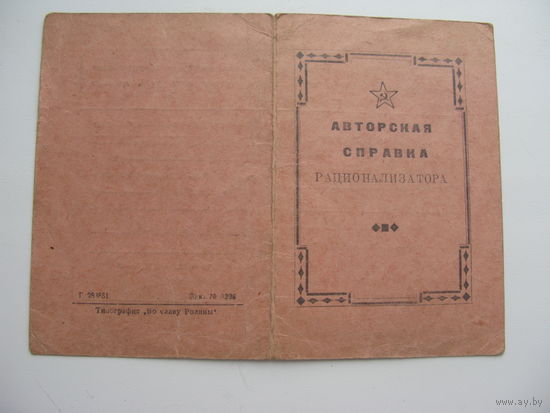 АВТОРСКАЯ
СПРАВКА
РАЦИОНАЛИЗАТОРА
Типография „Во славу Родины“
www.ay.by